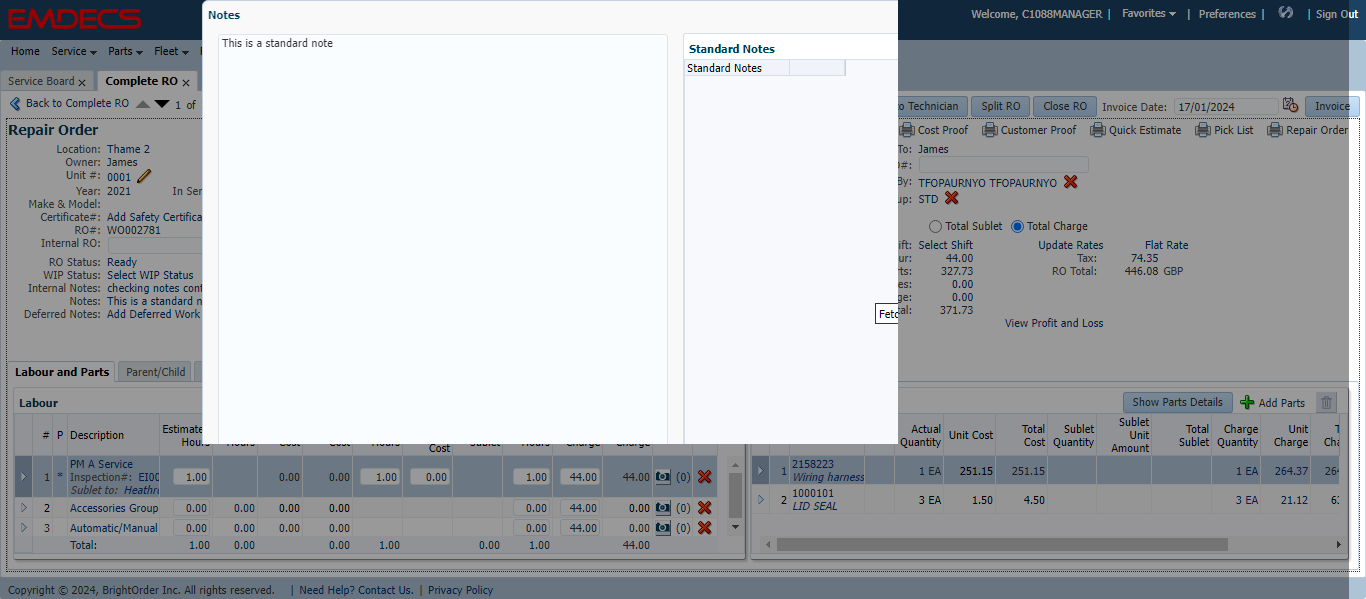 EMDECS
Welcome, C1088MANAGER | Favorites | Preferences | | Sign Out
Home Service Parts Fleet
Service Board x Complete RO x
Back to Complete RO 1 of
to Technician Split RO Close RO Invoice Date: 17/01/2024 Invoice
Cost Proof Customer Proof Quick Estimate Pick List Repair Order
Notes
This is a standard note
Standard Notes
Standard Notes
Repair Order
Location: Thame 2
Owner: James
Unit #: 0001
Year: 2021 In Ser
Make & Model:
Certificate#: Add Safety Certifica
RO#: WO002781
Internal RO:
RO Status: Ready
WIP Status: Select WIP Status
Internal Notes: checking notes cont
Notes: This is a standard n
Deferred Notes: Add Deferred Work
To: James
#:
By: TFOPAURNYO TFOPAURNYO
up: STD
Total Sublet Total Charge
ift: Select Shift Update Rates Flat Rate
ur: 44.00 Tax: 74.35
rts: 327.73 RO Total: 446.08 GBP
es: 0.00
ge: 0.00
Fetc
al: 371.73
View Profit and Loss
Labour and Parts Parent/Child
Labour
# P Description Estimate Hours Hours Cost Cost Hours Cost Sublet Hours Charge Charge
1 * PM A Service 1.00 0.00 0.00 1.00 0.00 1.00 44.00 44.00 (0)
Inspection#: EI00
Sublet to: Heathr
2 Accessories Group 0.00 0.00 0.00 0.00 0.00 44.00 0.00 (0)
3 Automatic/Manual 0.00 0.00 0.00 0.00 0.00 44.00 0.00 (0)
Total: 1.00 0.00 0.00 1.00 0.00 1.00 44.00
Show Parts Details Add Parts
Actual Quantity Unit Cost Total Cost Sublet Quantity Sublet Unit Amount Total Sublet Charge Quantity Unit Charge T Cha
1 2158223 1 EA 251.15 251.15 1 EA 264.37 264
Wiring harness
2 1000101 3 EA 1.50 4.50 3 EA 21.12 63
LID SEAL
Copyright © 2024, BrightOrder Inc. All rights reserved. | Need Help? Contact Us. | Privacy Policy